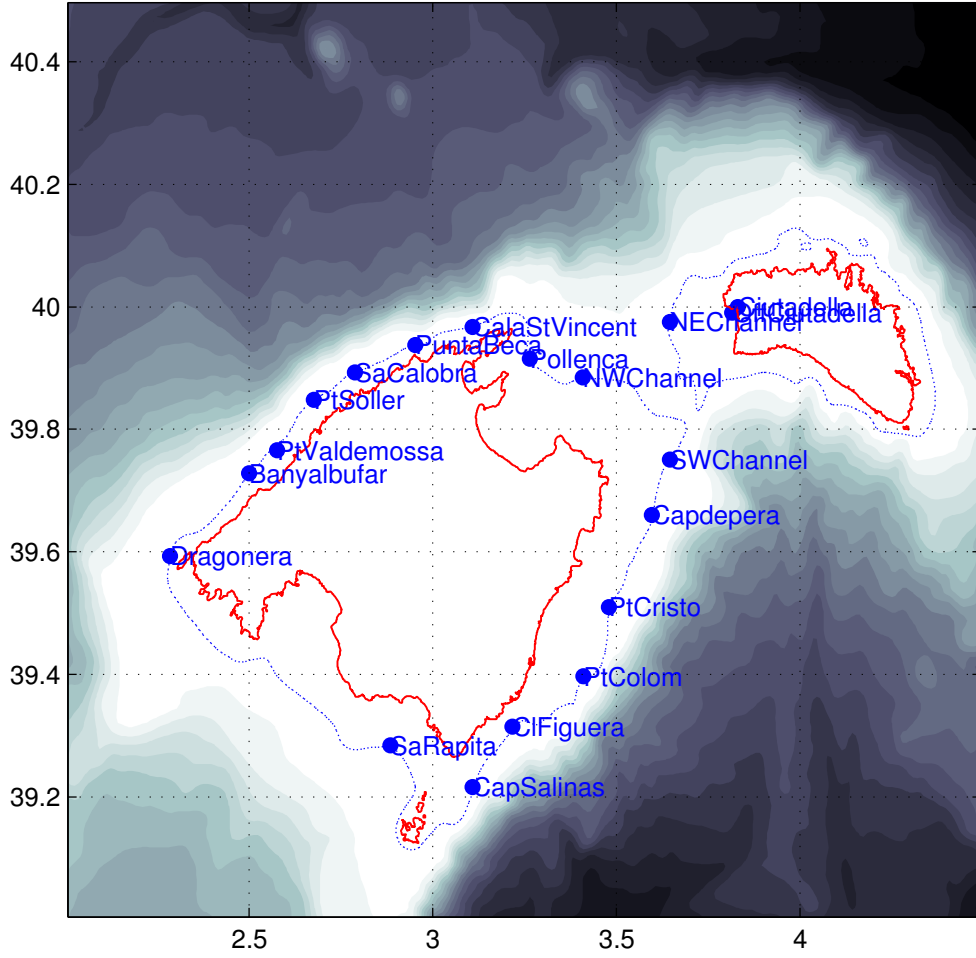 40.4
40.2
40
39.8
39.6
39.4
39.2
Ciutadella
NEChannel
CalaStVincent
PuntaBeca
Pollença
SaCalobra
NWChannel
PtSoller
PtValdemossa
Banyalbufar
SWChannel
Capdepera
Dragonera
PtCristo
PtColom
ClFiguera
SaRapita
CapSalinas
2.5
3
3.5
4